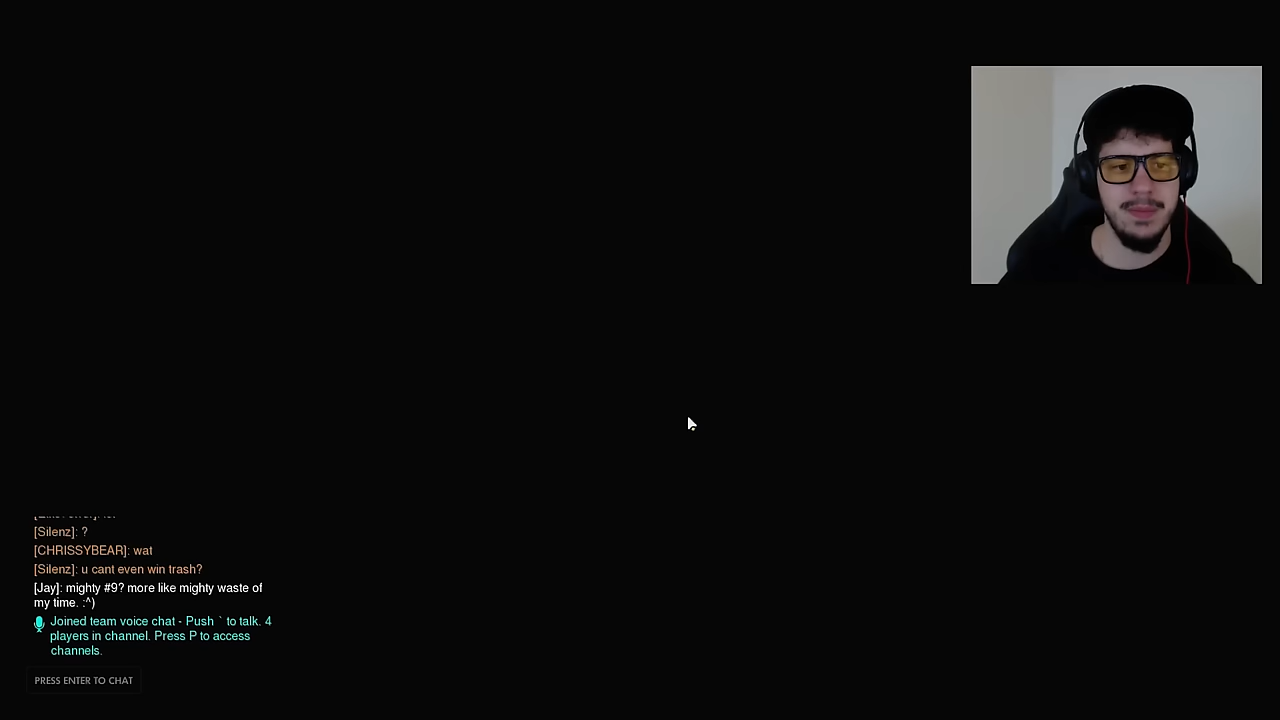 [Silenz]: ?
[CHRISSYBEAR]: wat
[Silenz]: u cant even win trash?
[Jay]: mighty #9? more like mighty waste of
my time. :^)
Joined team voice chat - Push ` to talk. 4
players in channel. Press P to access
channels.
PRESS ENTER TO CHAT